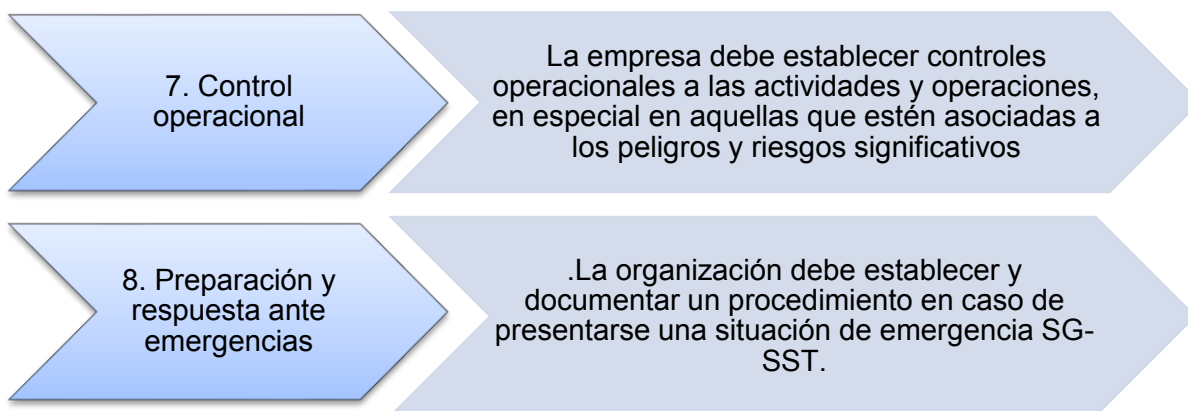 7. Control
operacional
La empresa debe establecer controles
operacionales a las actividades y operaciones,
en especial en aquellas que estén asociadas a
los peligros y riesgos significativos
8. Preparación y
respuesta ante
emergencias
.La organización debe establecer y
documentar un procedimiento en caso de
presentarse una situación de emergencia SG-
SST.